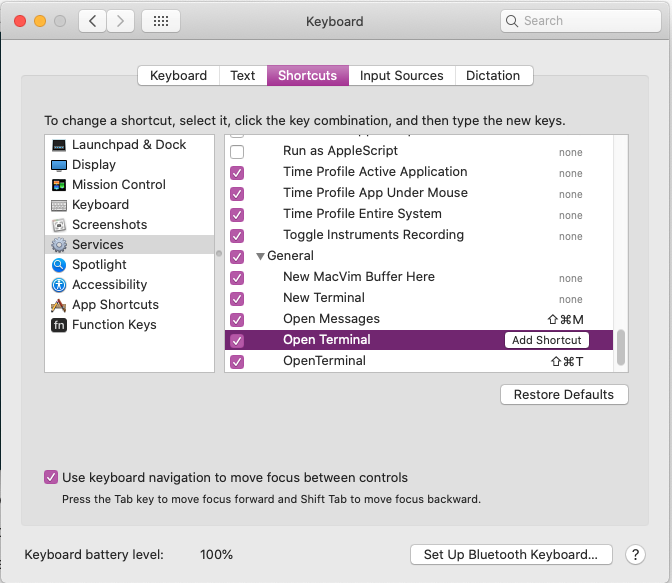 Keyboard
Search
Keyboard Text Shortcuts Input Sources Dictation
To change a shortcut, select it, click the key combination, and then type the new keys.
Launchpad & Dock
Display
Mission Control
Keyboard
Screenshots
Services
Spotlight
Accessibility
App Shortcuts
fn Function Keys
Run as AppleScript none
Time Profile Active Application none
Time Profile App Under Mouse none
Time Profile Entire System none
Toggle Instruments Recording none
▼General
New MacVim Buffer Here none
New Terminal none
Open Messages ⇧⌘M
Open Terminal Add Shortcut
OpenTerminal ⇧⌘T
Restore Defaults
Use keyboard navigation to move focus between controls
Press the Tab key to move focus forward and Shift Tab to move focus backward.
Keyboard battery level: 100%
Set Up Bluetooth Keyboard... ?